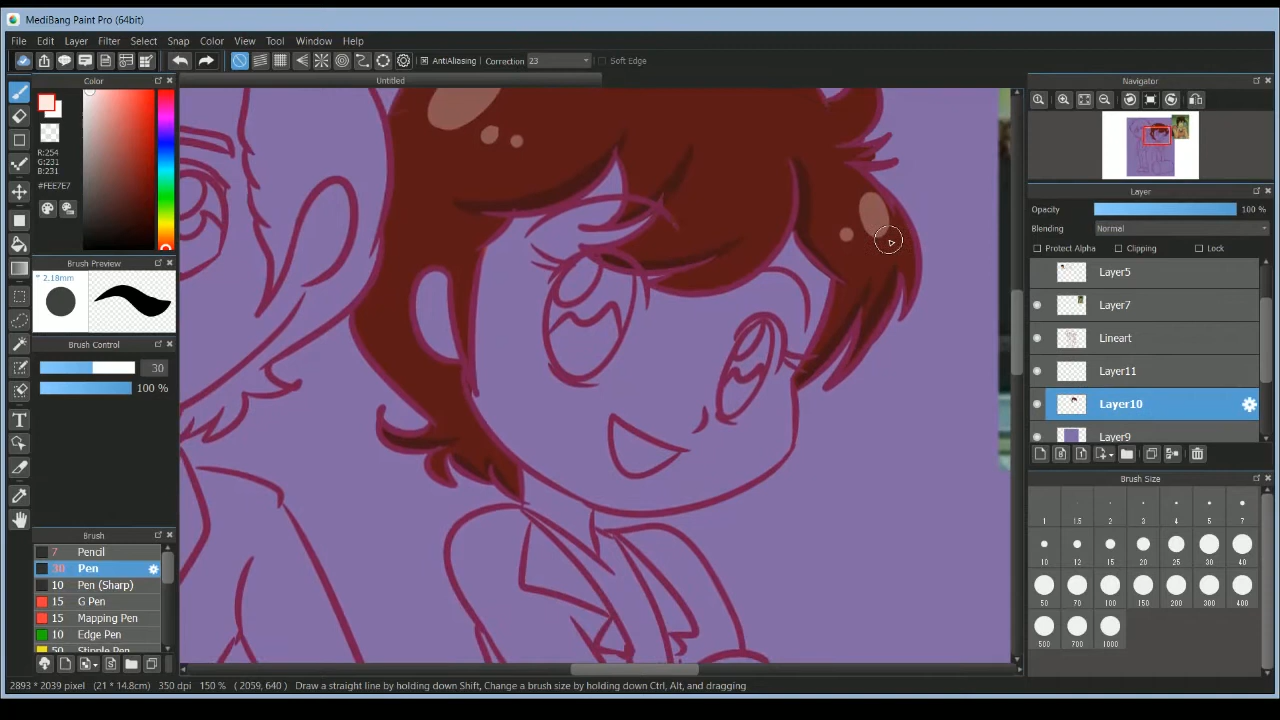 MediBang Paint Pro (64bit)
File Edit Layer Filter Select Snap Color View Tool Window Help
AntiAliasing Correction 23 Soft Edge
Color
Untitled
Navigator
R:254
G:231
B:231
#FEE7E7
Layer
Opacity 100 %
Blending Normal
Protect Alpha Clipping Lock
Brush Preview
2.18mm
Layer5
Layer7
Lineart
Layer11
Layer10
Layer9
Brush Control
30
100 %
Brush Size
1 1.5 2 3 4 5 7
10 12 15 20 25 30 40
50 70 100 150 200 300 400
500 700 1000
Brush
7 Pencil
30 Pen
10 Pen (Sharp)
15 G Pen
15 Mapping Pen
10 Edge Pen
50 Stipple Pen
2893 * 2039 pixel (21 * 14.8cm) 350 dpi 150 % ( 2059, 640 ) Draw a straight line by holding down Shift, Change a brush size by holding down Ctrl, Alt, and dragging